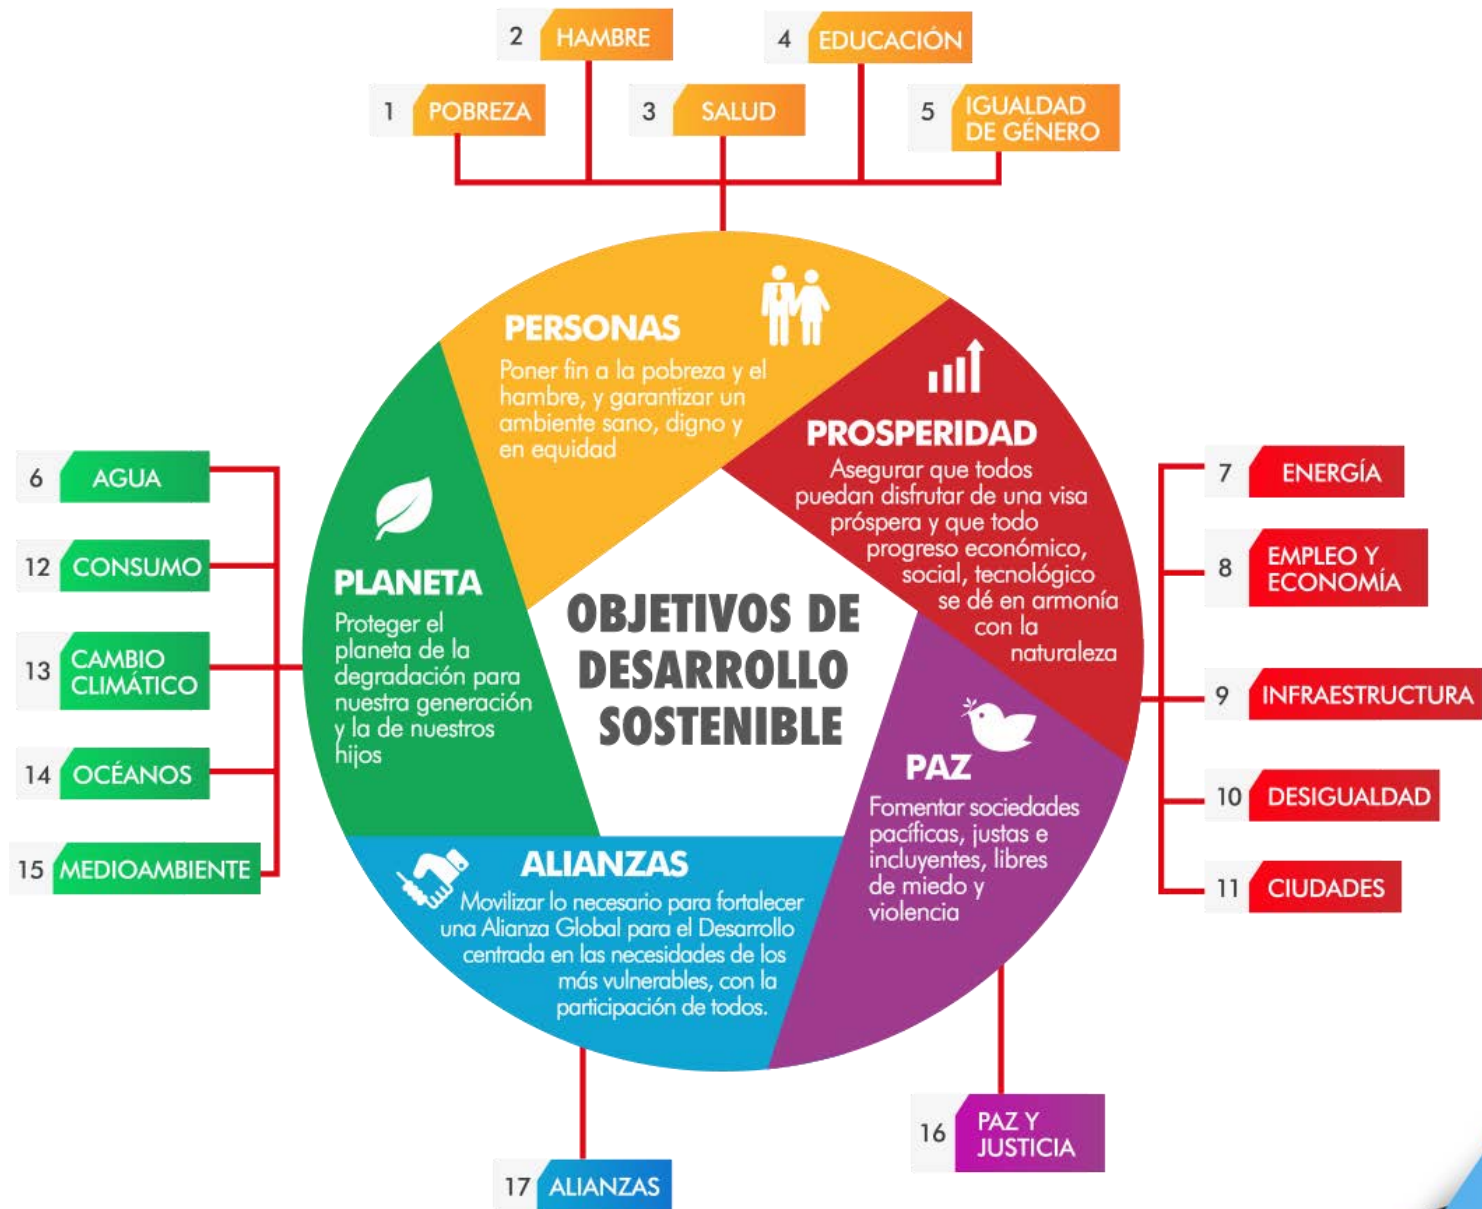 2 HAMBRE
4 EDUCACIÓN
1 POBREZA
3 SALUD
5 IGUALDAD
DE GÉNERO
PERSONAS
Poner fin a la pobreza y el
hambre, y garantizar un
ambiente sano, digno y
en equidad
PROSPERIDAD
Asegurar que todos
puedan disfrutar de una visa
próspera y que todo
progreso económico,
social, tecnológico
se dé en armonía
con la
naturaleza
6 AGUA
12 CONSUMO
13 CAMBIO
CLIMÁTICO
14 OCÉANOS
15 MEDIOAMBIENTE
PLANETA
Proteger el
planeta de la
degradación para
nuestra generación
y la de nuestros
hijos
OBJETIVOS DE
DESARROLLO
SOSTENIBLE
7 ENERGÍA
8 EMPLEO Y
ECONOMÍA
9 INFRAESTRUCTURA
10 DESIGUALDAD
11 CIUDADES
PAZ
Fomentar sociedades
pacíficas, justas e
incluyentes, libres
de miedo y
violencia
ALIANZAS
Movilizar lo necesario para fortalecer
una Alianza Global para el Desarrollo
centrada en las necesidades de los
más vulnerables, con la
participación de todos.
16 PAZ Y
JUSTICIA
17 ALIANZAS